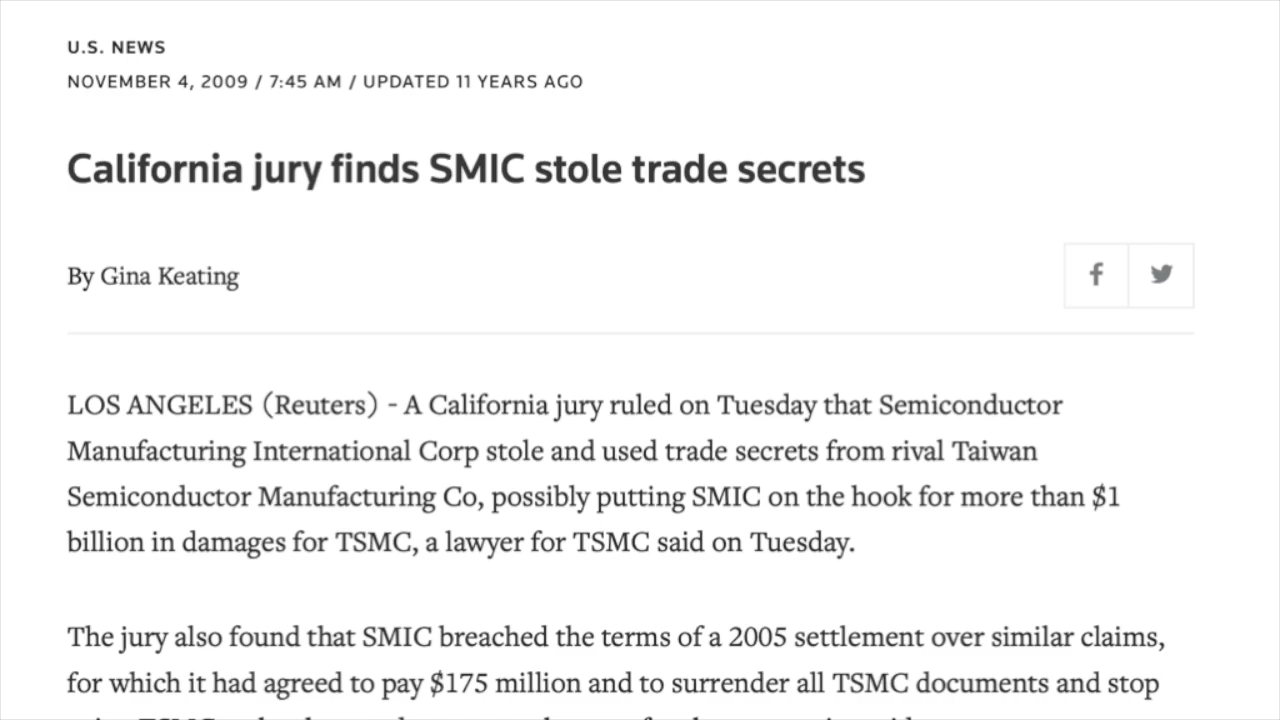 U.S. NEWS
NOVEMBER 4, 2009 / 7:45 AM / UPDATED 11 YEARS AGO
California jury finds SMIC stole trade secrets
By Gina Keating
LOS ANGELES (Reuters) - A California jury ruled on Tuesday that Semiconductor
Manufacturing International Corp stole and used trade secrets from rival Taiwan
Semiconductor Manufacturing Co, possibly putting SMIC on the hook for more than $1
billion in damages for TSMC, a lawyer for TSMC said on Tuesday.
The jury also found that SMIC breached the terms of a 2005 settlement over similar claims,
for which it had agreed to pay $175 million and to surrender all TSMC documents and stop